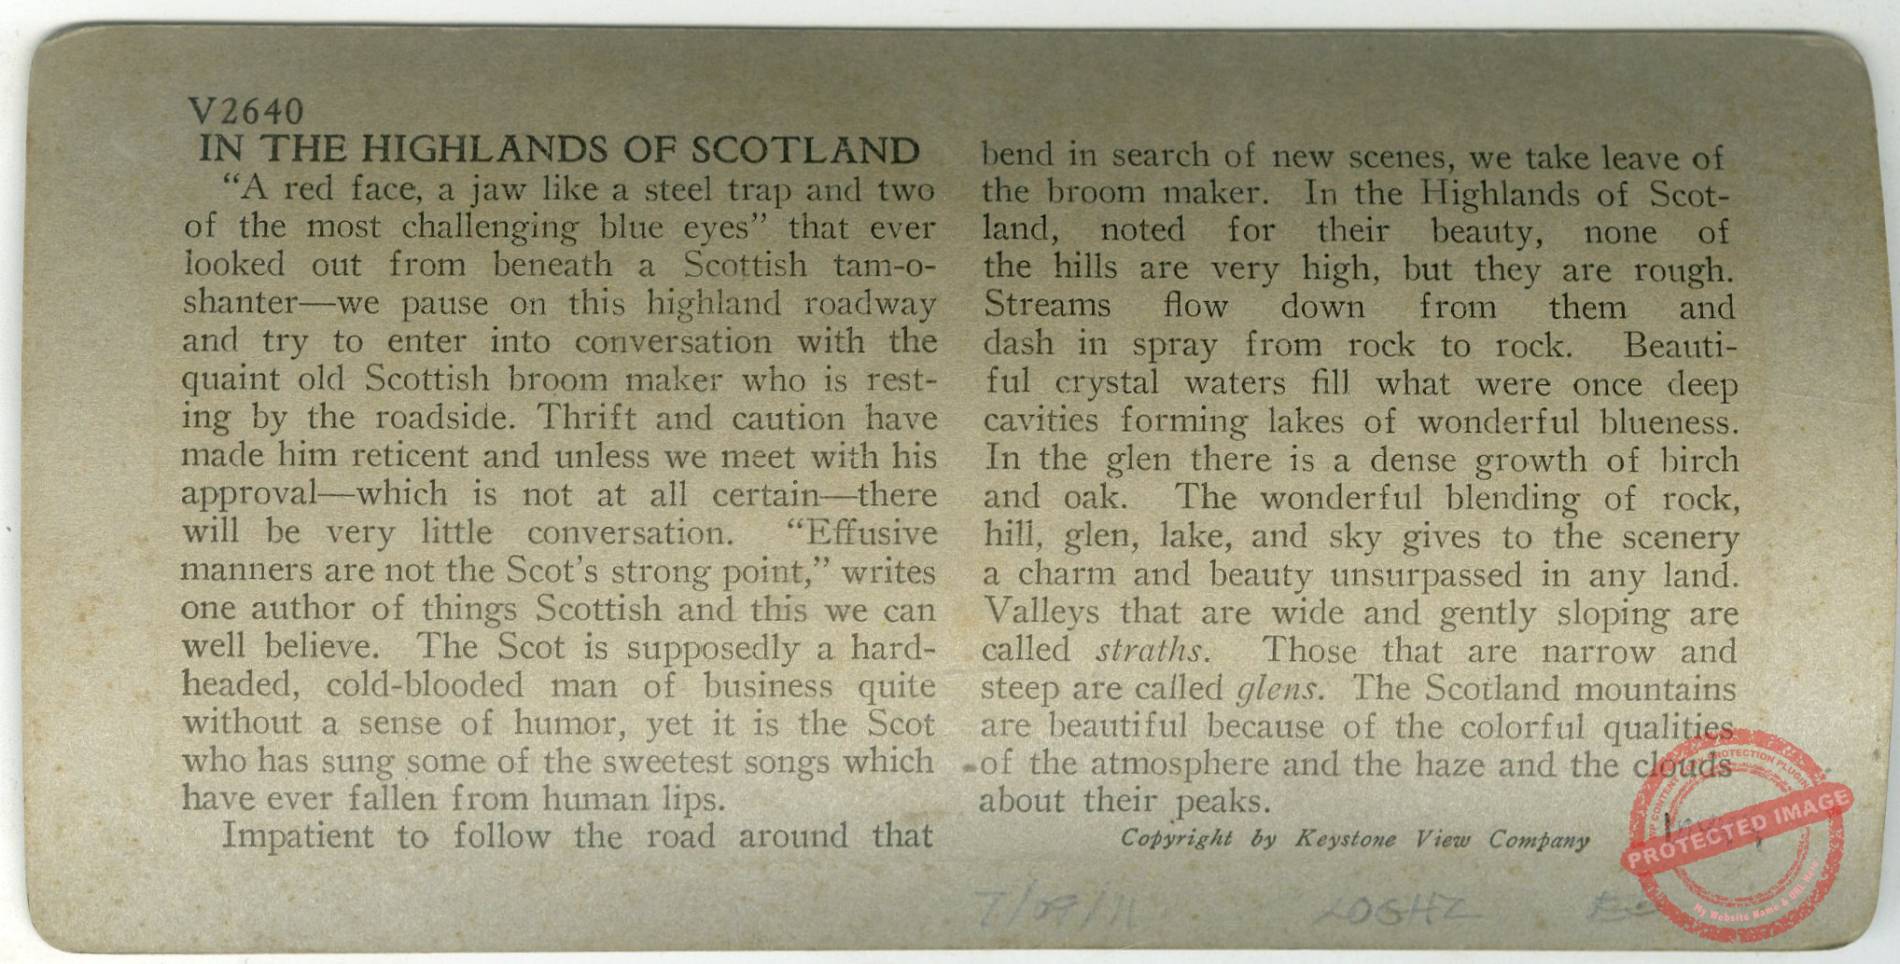 V2640
IN THE HIGHLANDS OF SCOTLAND
“A red face, a jaw like a steel trap and two
of the most challenging blue eyes” that ever
looked out from beneath a Scottish tam-o-
shanter—we pause on this highland roadway
and try to enter into conversation with the
quaint old Scottish broom maker who is rest-
ing by the roadside. Thrift and caution have
made him reticent and unless we meet with his
approval—which is not at all certain—there
will be very little conversation. “Effusive
manners are not the Scot’s strong point,” writes
one author of things Scottish and this we can
well believe. The Scot is supposedly a hard-
headed, cold-blooded man of business quite
without a sense of humor, yet it is the Scot
who has sung some of the sweetest songs which
have ever fallen from human lips.
Impatient to follow the road around that
bend in search of new scenes, we take leave of
the broom maker. In the Highlands of Scot-
land, noted for their beauty, none of
the hills are very high, but they are rough.
Streams flow down from them and
dash in spray from rock to rock. Beauti-
ful crystal waters fill what were once deep
cavities forming lakes of wonderful blueness.
In the glen there is a dense growth of birch
and oak. The wonderful blending of rock,
hill, glen, lake, and sky gives to the scenery
a charm and beauty unsurpassed in any land.
Valleys that are wide and gently sloping are
called straths. Those that are narrow and
steep are called glens. The Scotland mountains
are beautiful because of the colorful qualities
of the atmosphere and the haze and the clouds
about their peaks.
Copyright by Keystone View Company
PROTECTED IMAGE
My Website Name & URL Here